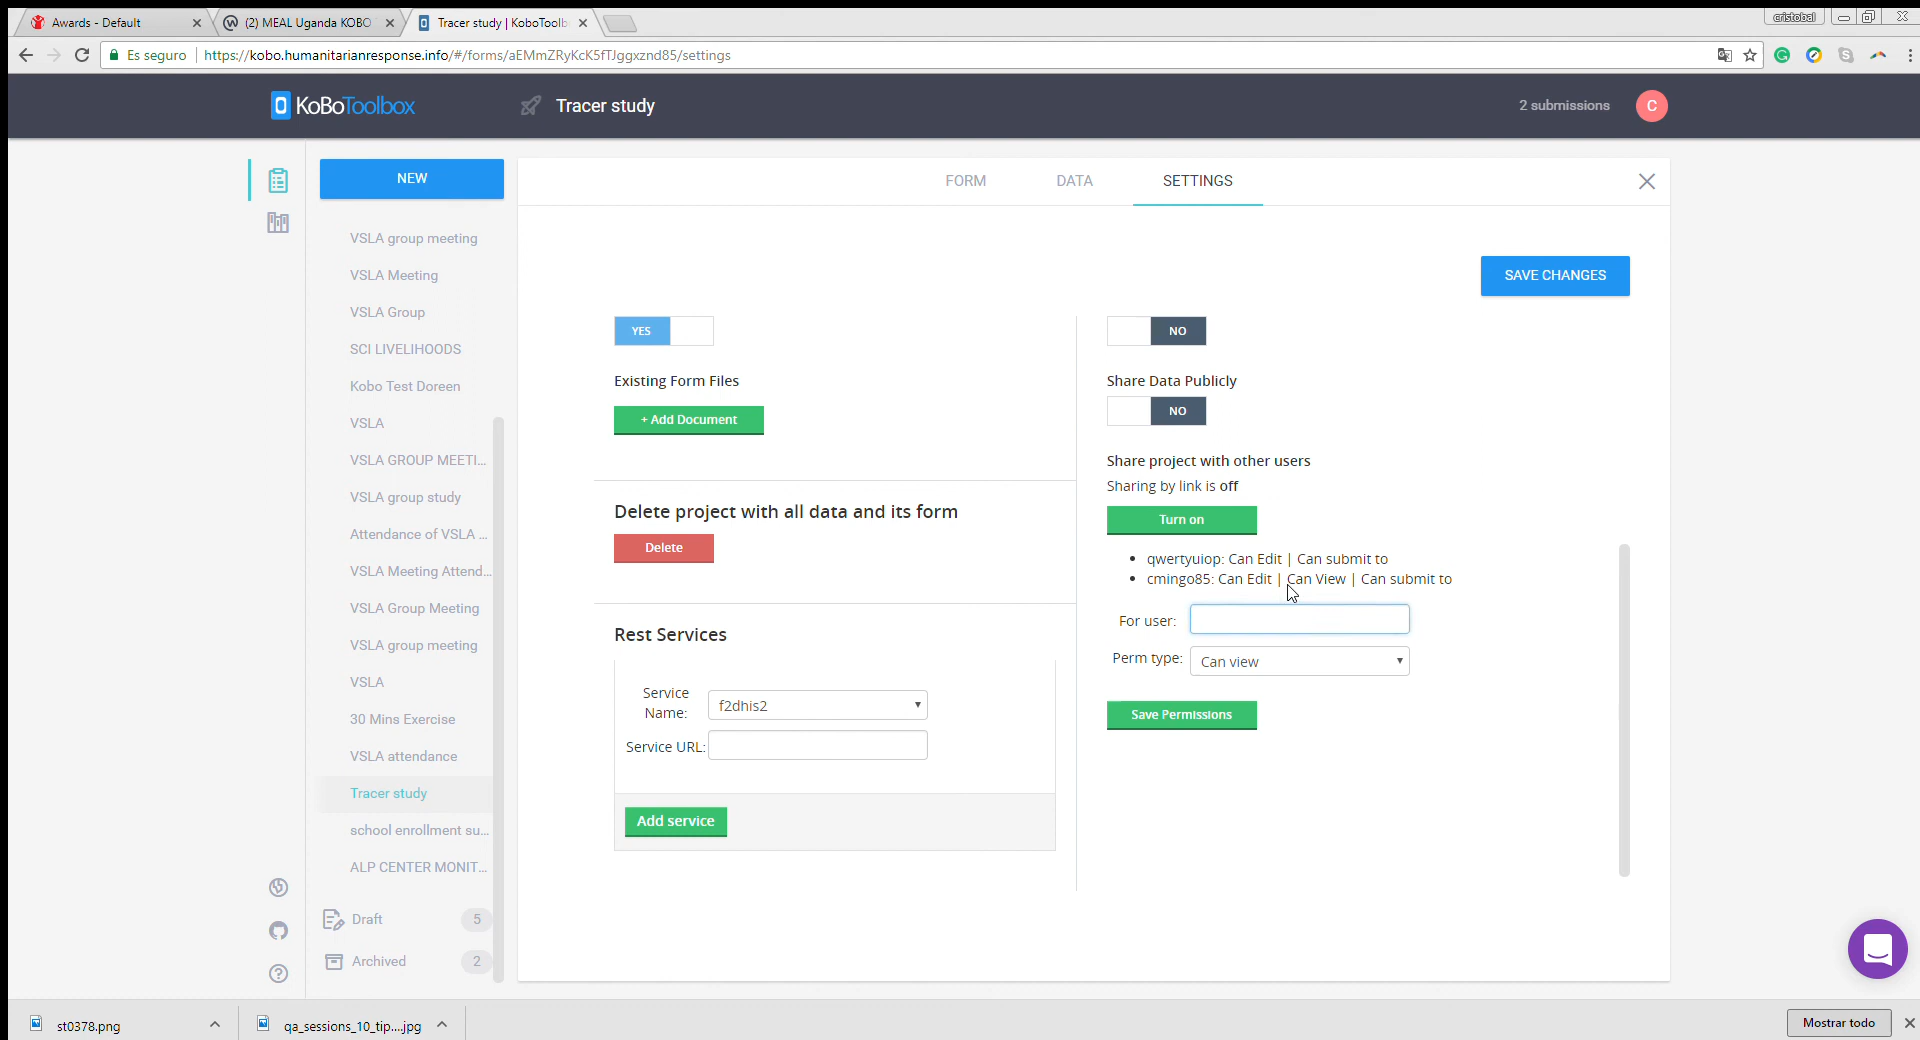 Awards - Default
(2) MEAL Uganda KOBO
Tracer study | KoboToolb
cristobal
Es seguro
https://kobo.humanitarianresponse.info/#/forms/aEMmZRyKcK5fTJggxznd85/settings
KoBoToolbox
Tracer study
2 submissions
C
NEW
FORM
DATA
SETTINGS
VSLA group meeting
VSLA Meeting
VSLA Group
SCI LIVELIHOODS
Kobo Test Doreen
VSLA
VSLA GROUP MEETI...
VSLA group study
Attendance of VSLA ...
VSLA Meeting Attend...
VSLA Group Meeting
VSLA group meeting
VSLA
30 Mins Exercise
VSLA attendance
Tracer study
school enrollment su...
ALP CENTER MONIT...
Draft
5
Archived
2
SAVE CHANGES
YES
Existing Form Files
+ Add Document
Delete project with all data and its form
Delete
Rest Services
Service Name:
f2dhis2
Service URL:
Add service
NO
Share Data Publicly
NO
Share project with other users
Sharing by link is off
Turn on
qwertyuiop: Can Edit | Can submit to
cmingo85: Can Edit | Can View | Can submit to
For user:
Perm type:
Can view
Save Permissions
st0378.png
qa_sessions_10_tip....jpg
Mostrar todo